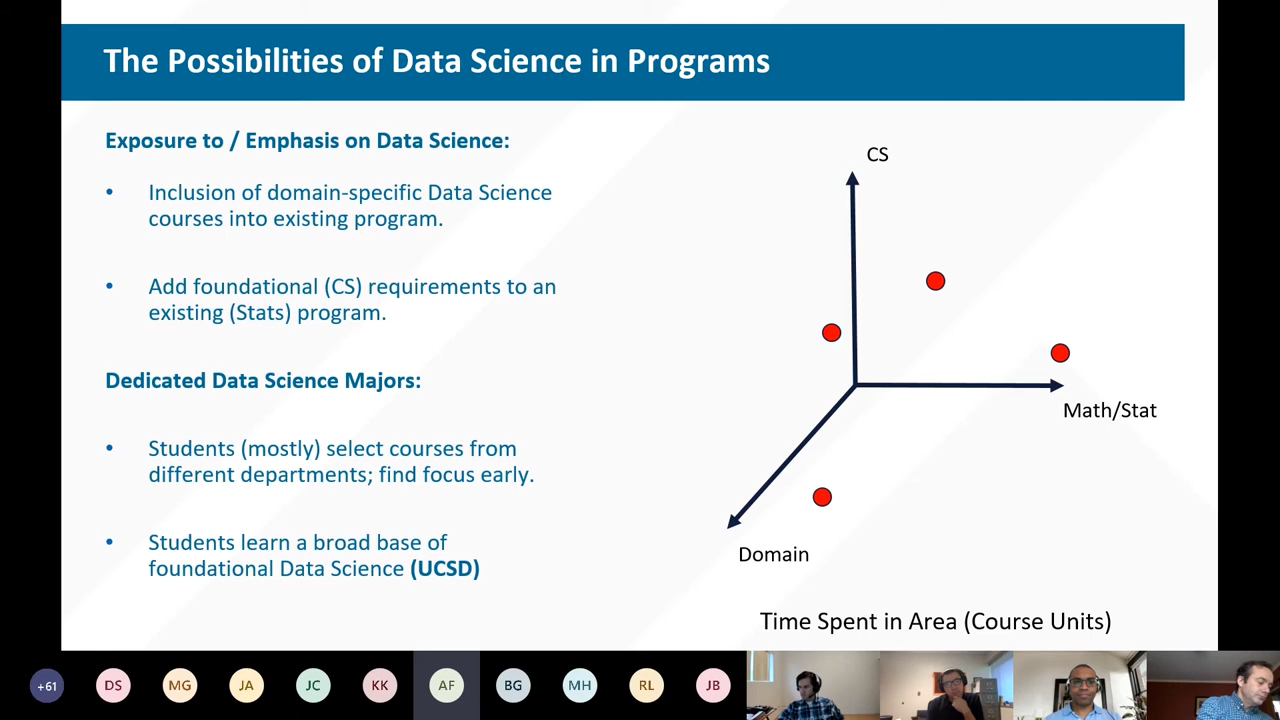 The Possibilities of Data Science in Programs
Exposure to / Emphasis on Data Science:
• Inclusion of domain-specific Data Science
courses into existing program.
• Add foundational (CS) requirements to an
existing (Stats) program.
Dedicated Data Science Majors:
• Students (mostly) select courses from
different departments; find focus early.
• Students learn a broad base of
foundational Data Science (UCSD)
CS
Math/Stat
Domain
Time Spent in Area (Course Units)
+61 DS MG JA JC KK AF BG MH RL JB